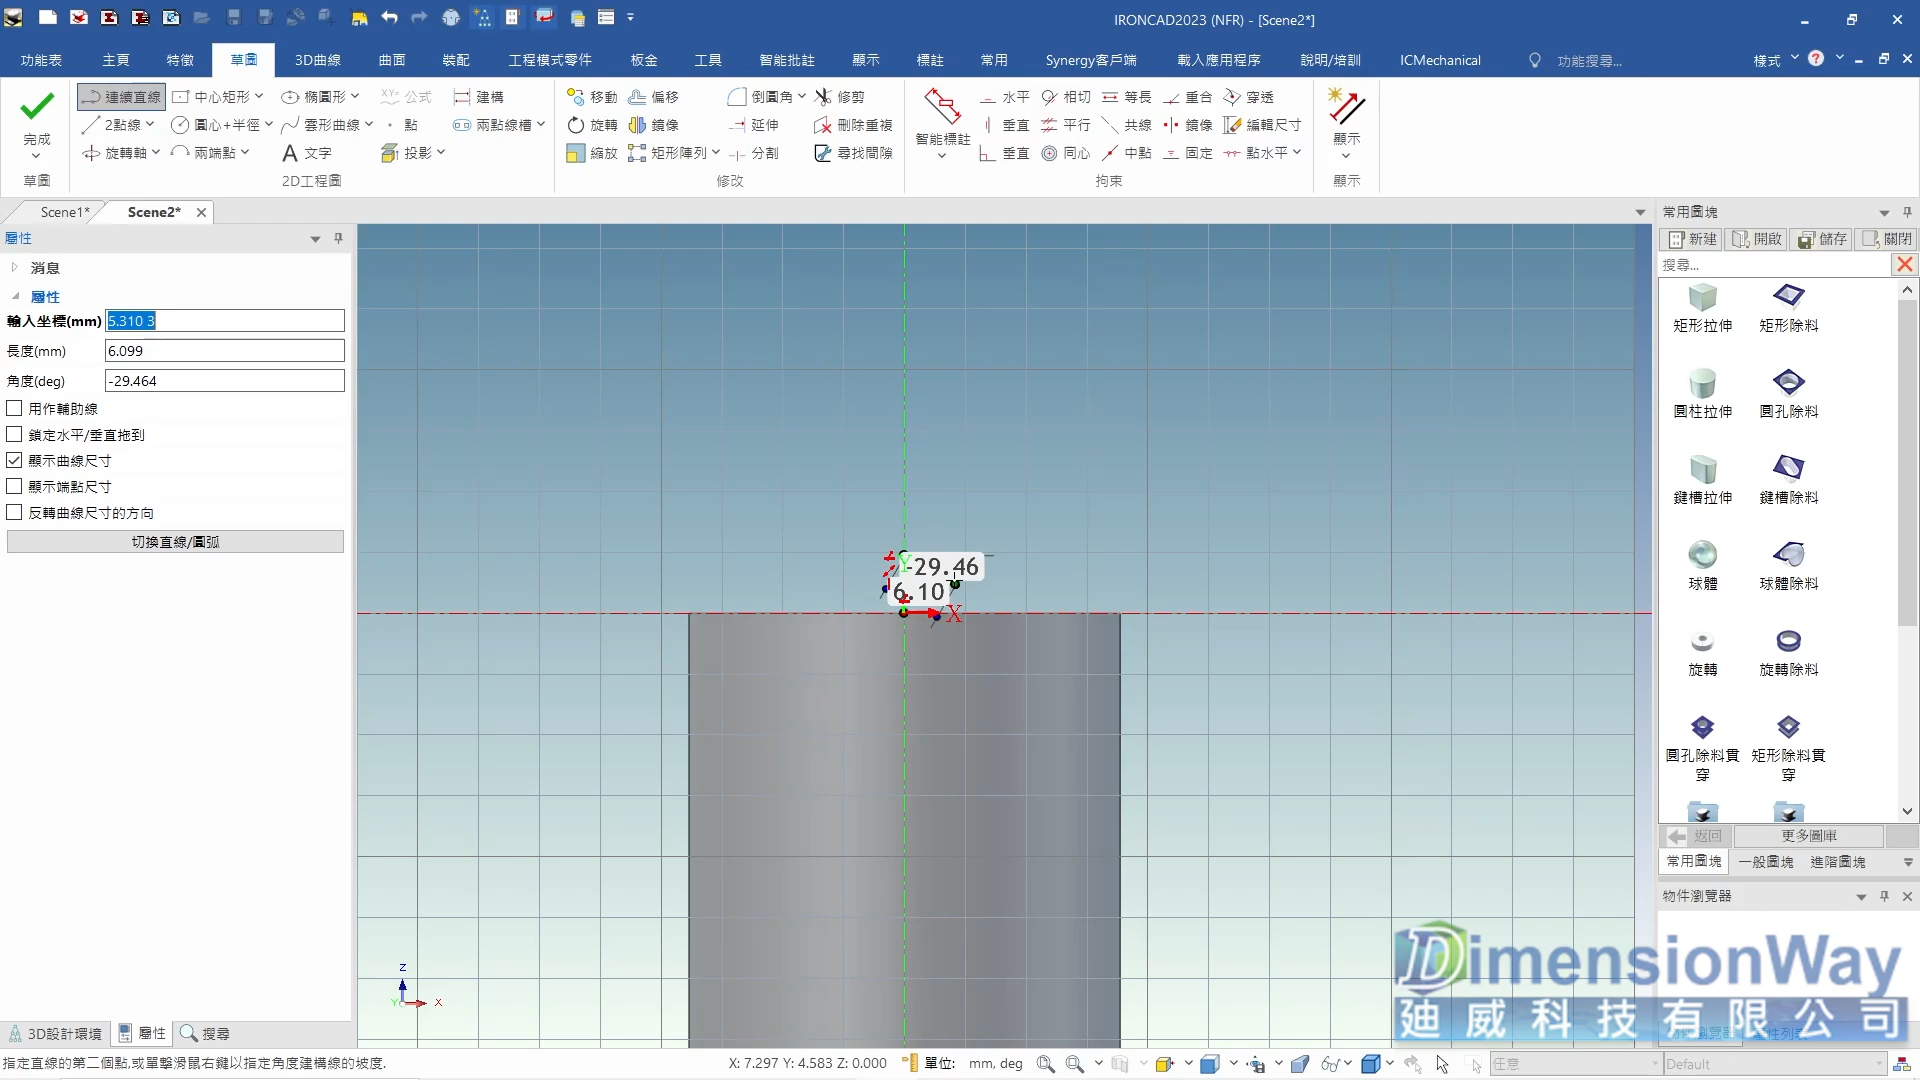 IRONCAD2023 (NFR) - [Scene2*]
功能表 主頁 特徵 草圖 3D曲線 曲面 裝配 工程模式零件 鈑金 工具 智能批註 顯示 標註 常用 Synergy客戶端 載入應用程序 說明/培訓 ICMechanical 功能搜尋... 樣式
連續直線 中心矩形 橢圓形 XY= 公式 建構 移動 偏移 倒圓角 修剪 水平 相切 等長 重合 穿透
完成 2點線 圓心+半徑 雲形曲線 點 兩點線槽 旋轉 鏡像 延伸 刪除重複 智能標註 垂直 平行 共線 鏡像 編輯尺寸 顯示
旋轉軸 兩端點 文字 投影 縮放 矩形陣列 分割 尋找間隙 垂直 同心 中點 固定 點水平
草圖 2D工程圖 修改 拘束 顯示
Scene1* Scene2*
屬性
消息
屬性
輸入坐標(mm) 5.310 3
長度(mm) 6.099
角度(deg) -29.464
用作輔助線
鎖定水平/垂直拖到
顯示曲線尺寸
顯示端點尺寸
反轉曲線尺寸的方向
切換直線/圓弧
Y
-29.46
6.10
X
Z
Y X
常用圖塊
新建 開啟 儲存 關閉
搜尋...
矩形拉伸 矩形除料
圓柱拉伸 圓孔除料
鍵槽拉伸 鍵槽除料
球體 球體除料
旋轉 旋轉除料
圓孔除料貫穿 矩形除料貫穿
返回 更多圖庫
常用圖塊 一般圖塊 進階圖塊
物件瀏覽器
DimensionWay
廸威科技有限公司
3D設計環境 屬性 搜尋
指定直線的第二個點,或單擊滑鼠右鍵以指定角度建構線的坡度.
X: 7.297 Y: 4.583 Z: 0.000 單位: mm, deg 任意 Default